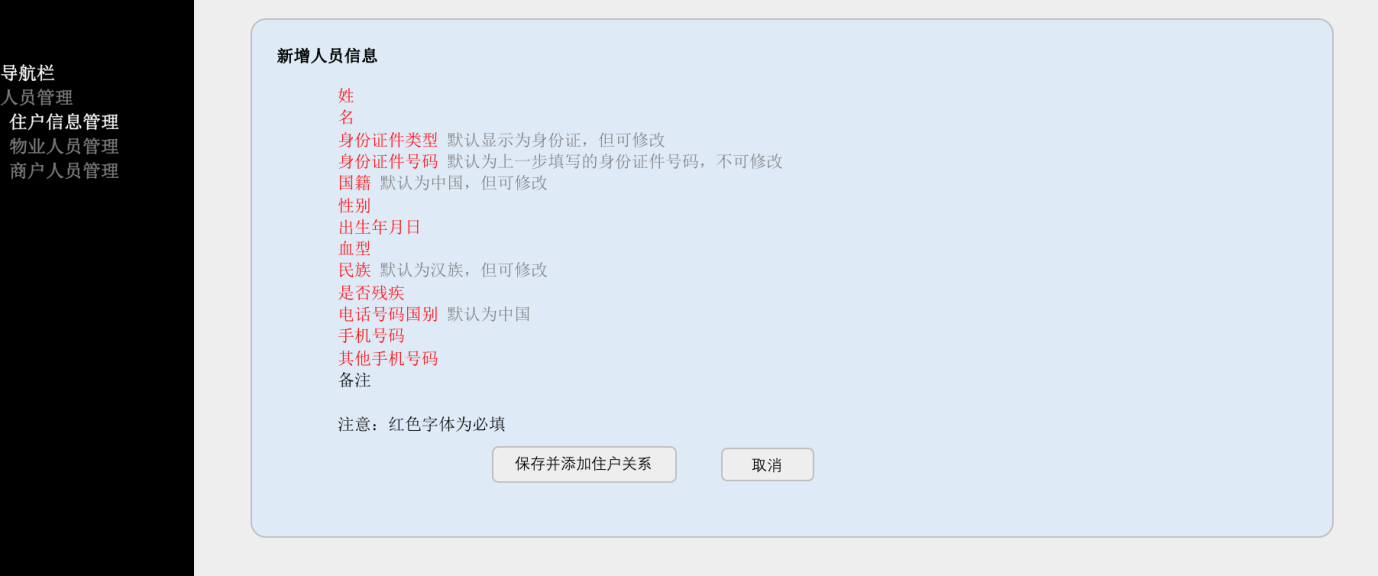 导航栏
人员管理
住户信息管理
物业人员管理
商户人员管理
新增人员信息
姓
名
身份证件类型 默认显示为身份证，但可修改
身份证件号码 默认为上一步填写的身份证件号码，不可修改
国籍 默认为中国，但可修改
性别
出生年月日
血型
民族 默认为汉族，但可修改
是否残疾
电话号码国别 默认为中国
手机号码
其他手机号码
备注
注意：红色字体为必填
保存并添加住户关系 取消